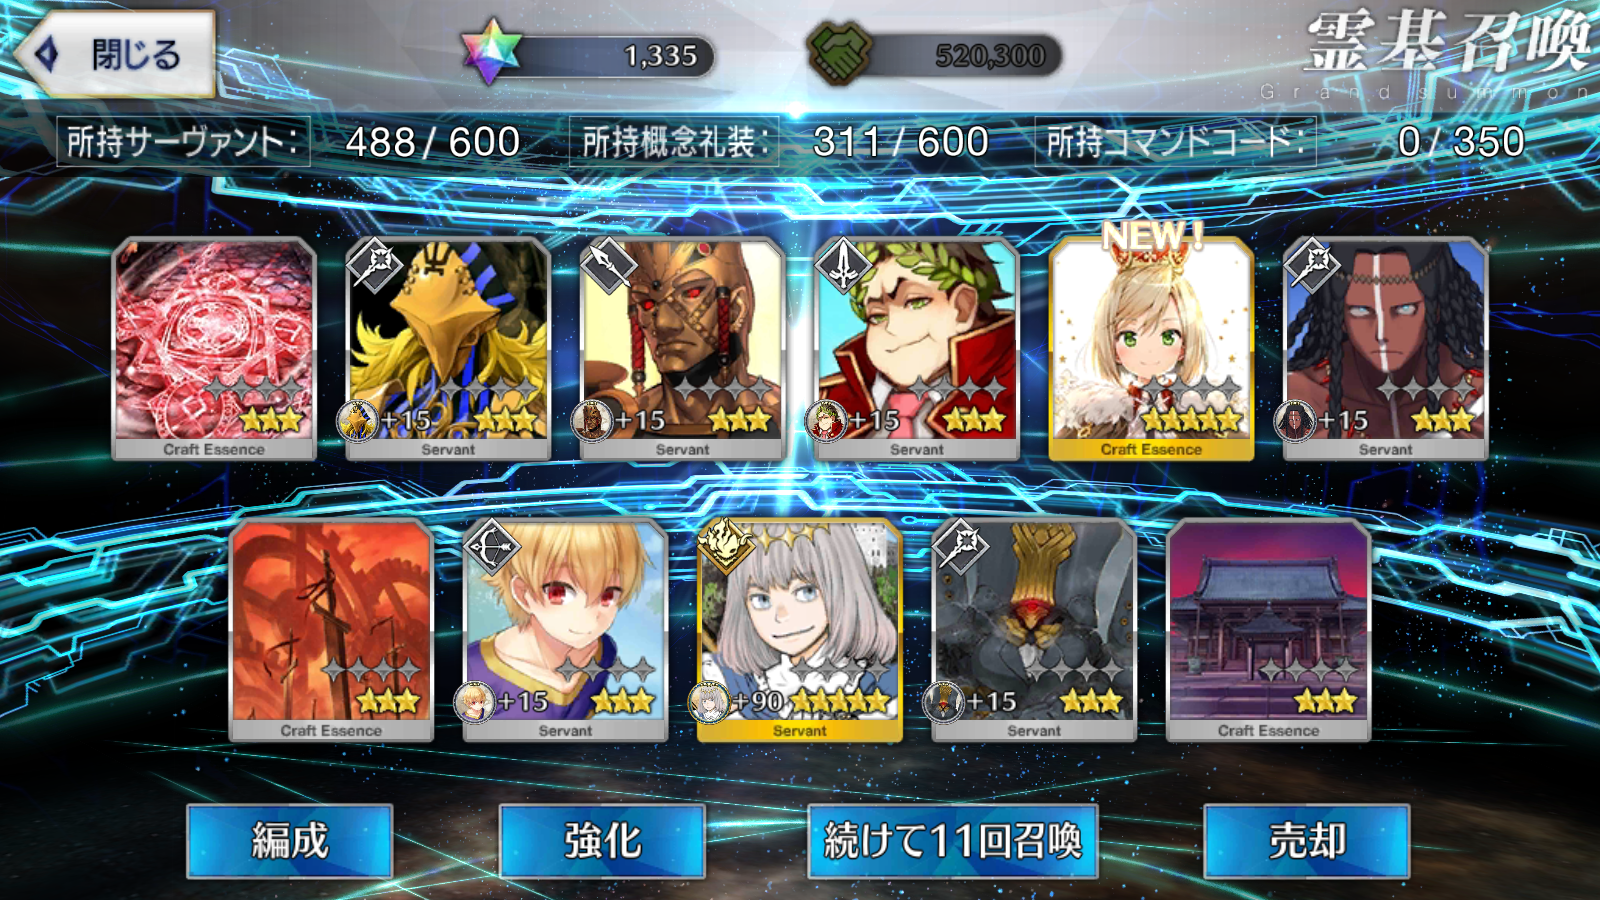 閉じる
1,335
520,300
霊基召喚
Grand summon
所持サーヴァント:
488 / 600
所持概念礼装:
311 / 600
所持コマンドコード:
0 / 350
NEW!
+15
+15
+15
+15
Craft Essence
Servant
Servant
Servant
Craft Essence
Servant
+15
+90
+15
Craft Essence
Servant
Servant
Servant
Craft Essence
編成
強化
続けて11回召喚
売却